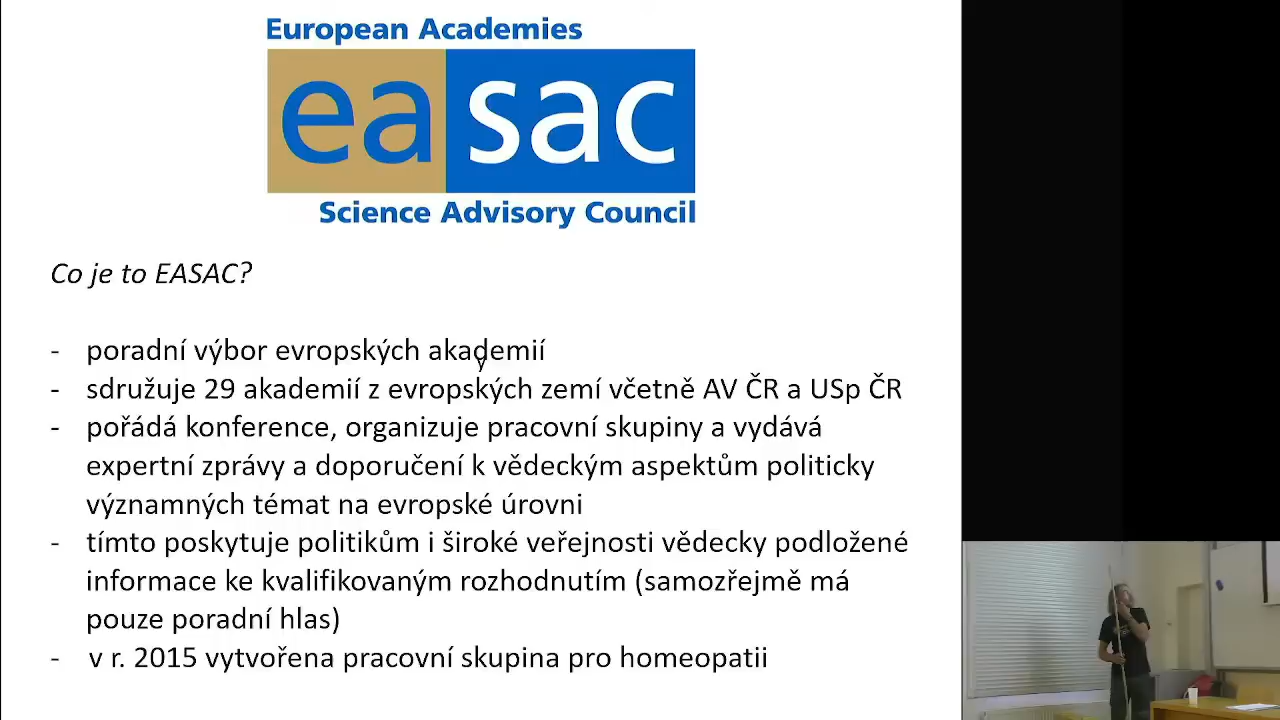 European Academies
easac
Science Advisory Council
Co je to EASAC?
- poradní výbor evropských akademií
y
- sdružuje 29 akademií z evropských zemí včetně AV ČR a USp ČR
- pořádá konference, organizuje pracovní skupiny a vydává
expertní zprávy a doporučení k vědeckým aspektům politicky
významných témat na evropské úrovni
- tímto poskytuje politikům i široké veřejnosti vědecky podložené
informace ke kvalifikovaným rozhodnutím (samozřejmě má
pouze poradní hlas)
- v r. 2015 vytvořena pracovní skupina pro homeopatii